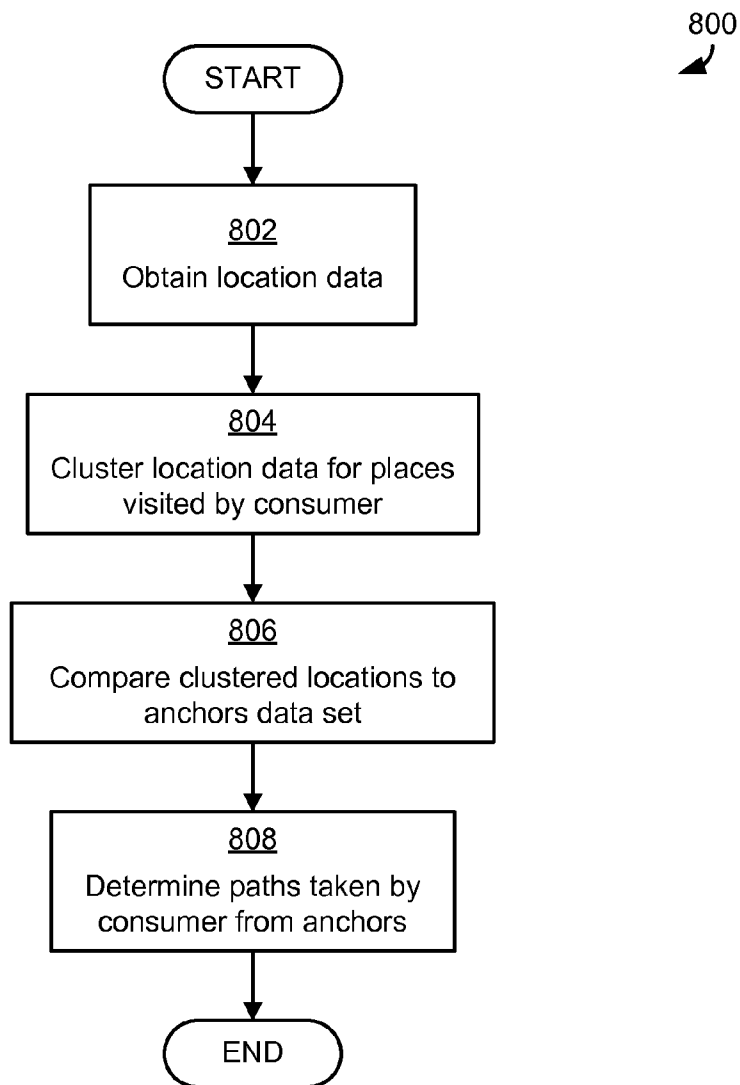 800
START
802
Obtain location data
804
Cluster location data for places
visited by consumer
806
Compare clustered locations to
anchors data set
808
Determine paths taken by
consumer from anchors
END